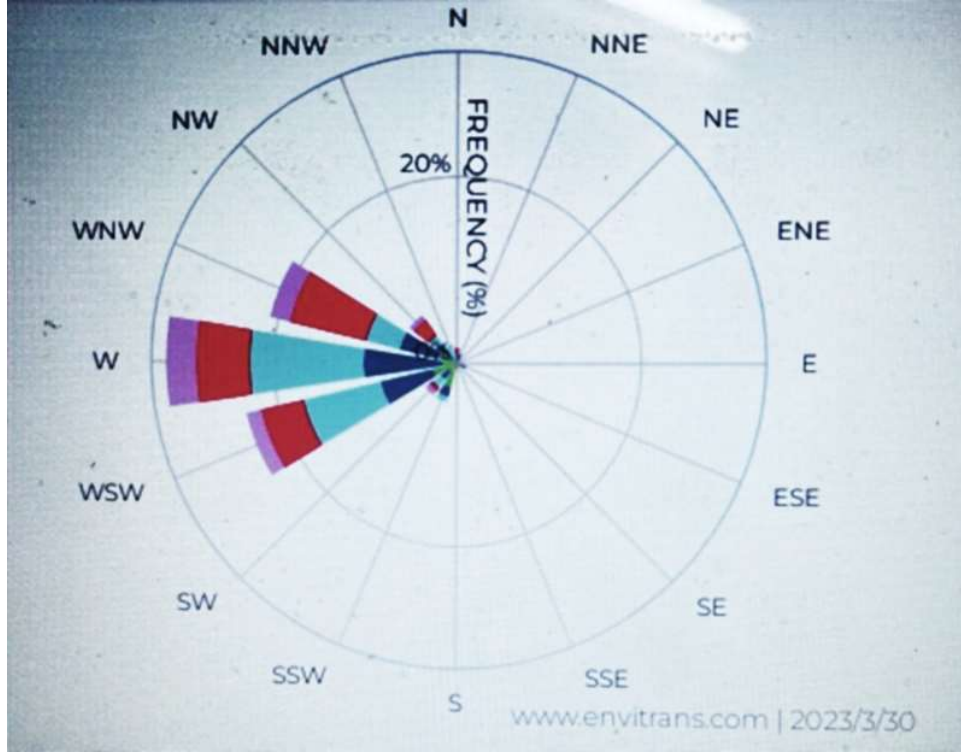 N
NNW
NNE
NW
NE
20%
FREQUENCY (%)
WNW
ENE
W
E
WSW
ESE
SW
SE
SSW
SSE
S
www.envitrans.com | 2023/3/30